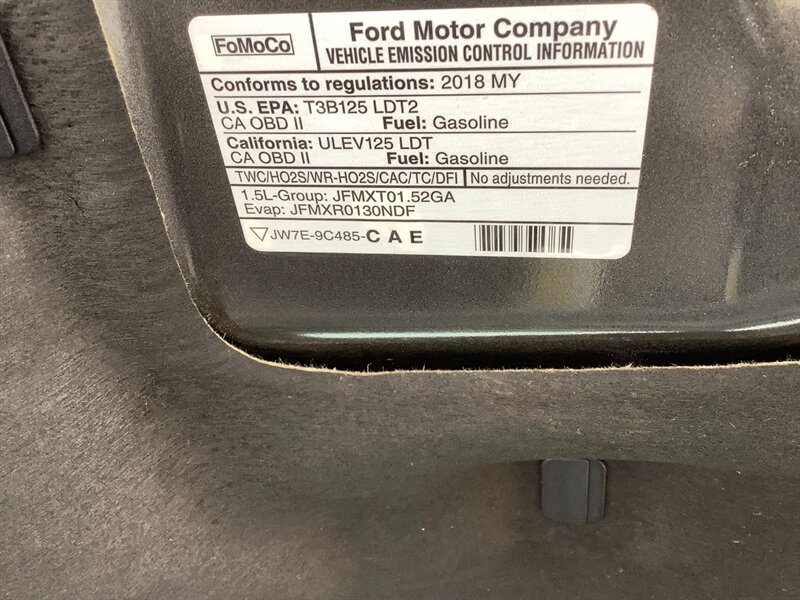 FoMoCo
Ford Motor Company
VEHICLE EMISSION CONTROL INFORMATION
Conforms to regulations: 2018 MY
U.S. EPA: T3B125 LDT2
CA OBD II Fuel: Gasoline
California: ULEV125 LDT
CA OBD II Fuel: Gasoline
TWC/HO2S/WR-HO2S/CAC/TC/DFI No adjustments needed.
1.5L-Group: JFMXT01.52GA
Evap: JFMXR0130NDF
JW7E-9C485-C A E